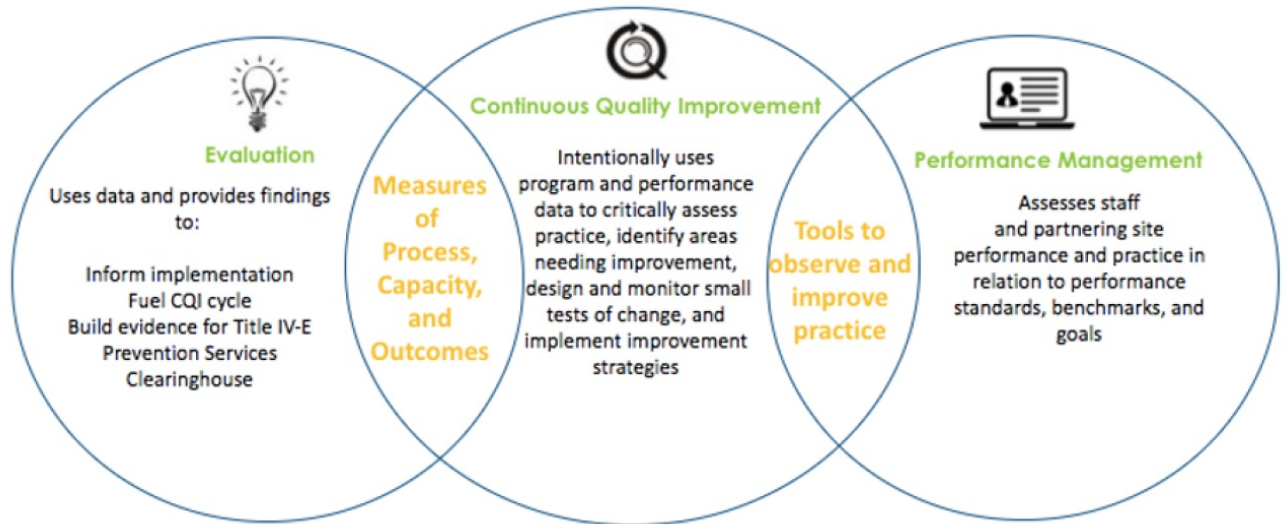 Evaluation
Uses data and provides findings
to:
Inform implementation
Fuel CQI cycle
Build evidence for Title IV-E
Prevention Services
Clearinghouse
Measures
of
Process,
Capacity,
and
Outcomes
Continuous Quality Improvement
Intentionally uses
program and performance
data to critically assess
practice, identify areas
needing improvement,
design and monitor small
tests of change, and
implement improvement
strategies
Tools to
observe and
improve
practice
Performance Management
Assesses staff
and partnering site
performance and practice in
relation to performance
standards, benchmarks, and
goals